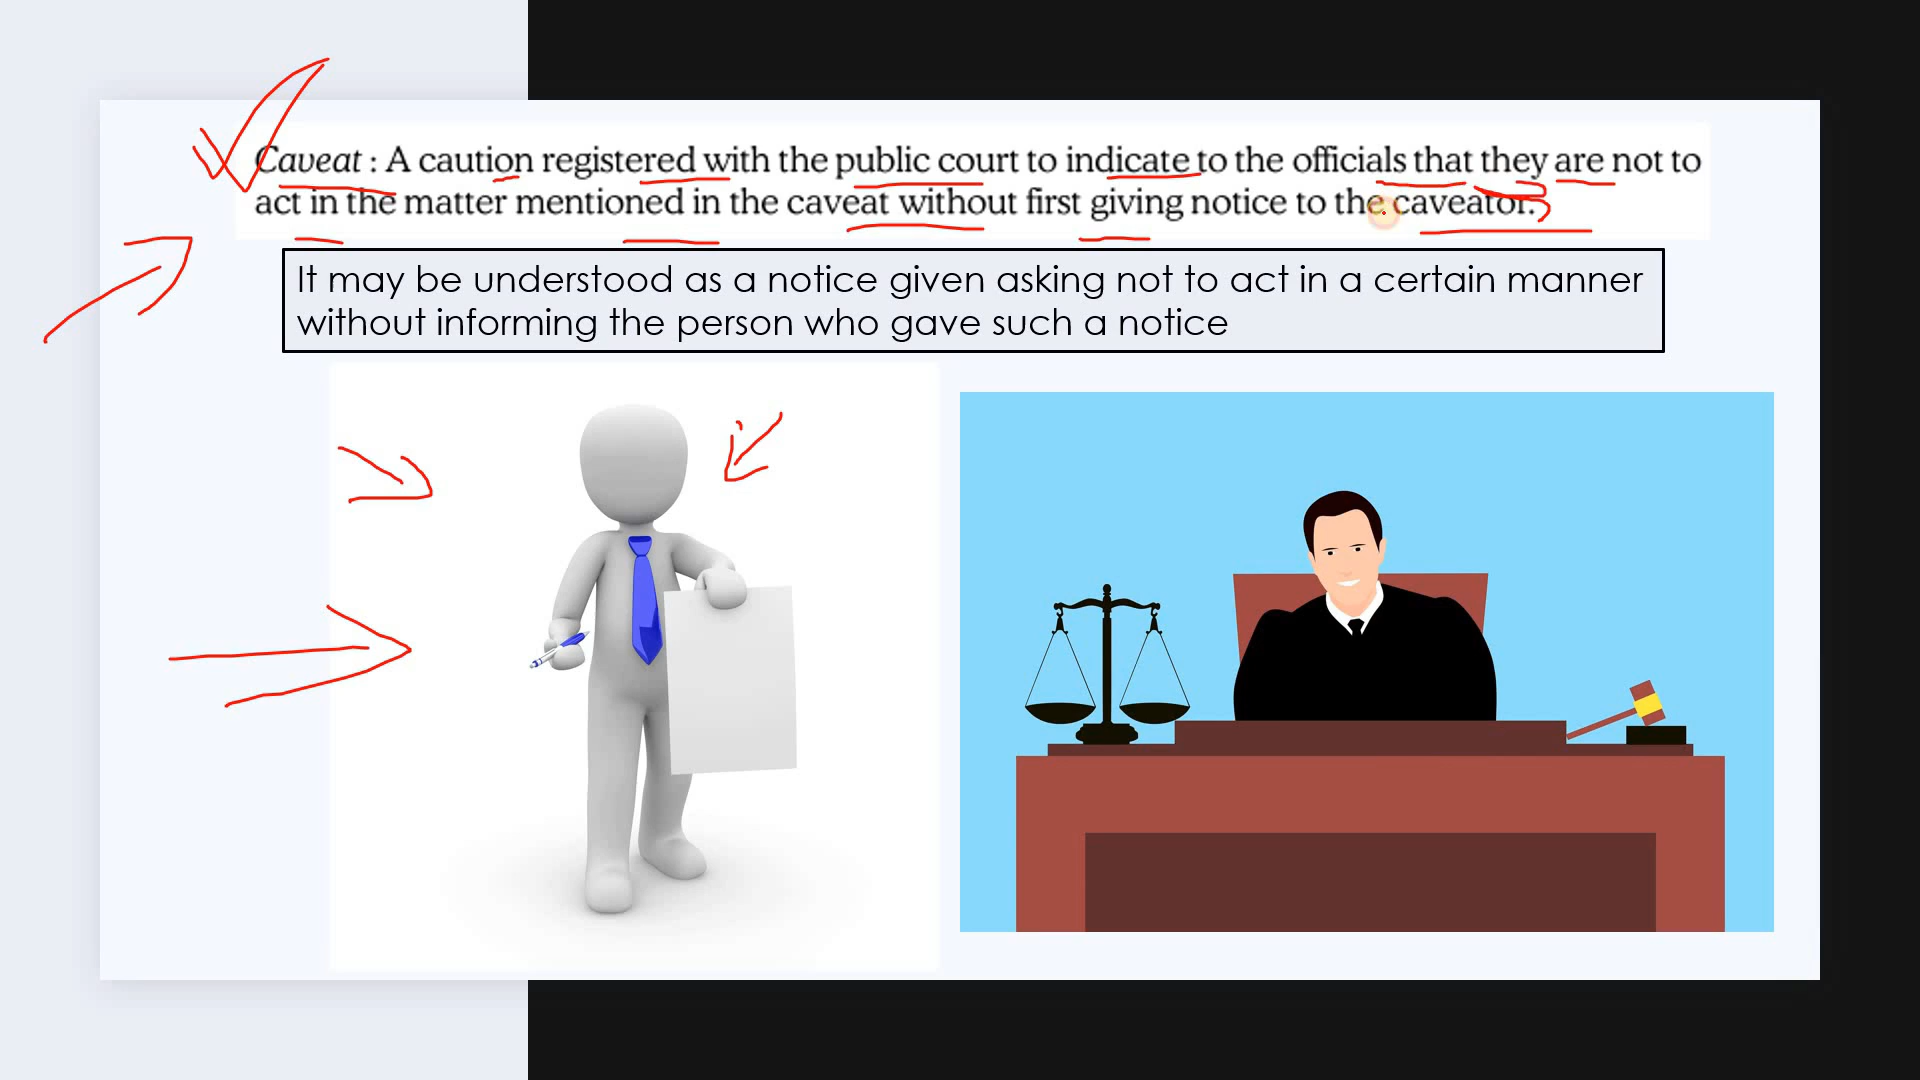 Caveat : A caution registered with the public court to indicate to the officials that they are not to
act in the matter mentioned in the caveat without first giving notice to the caveator.
It may be understood as a notice given asking not to act in a certain manner
without informing the person who gave such a notice